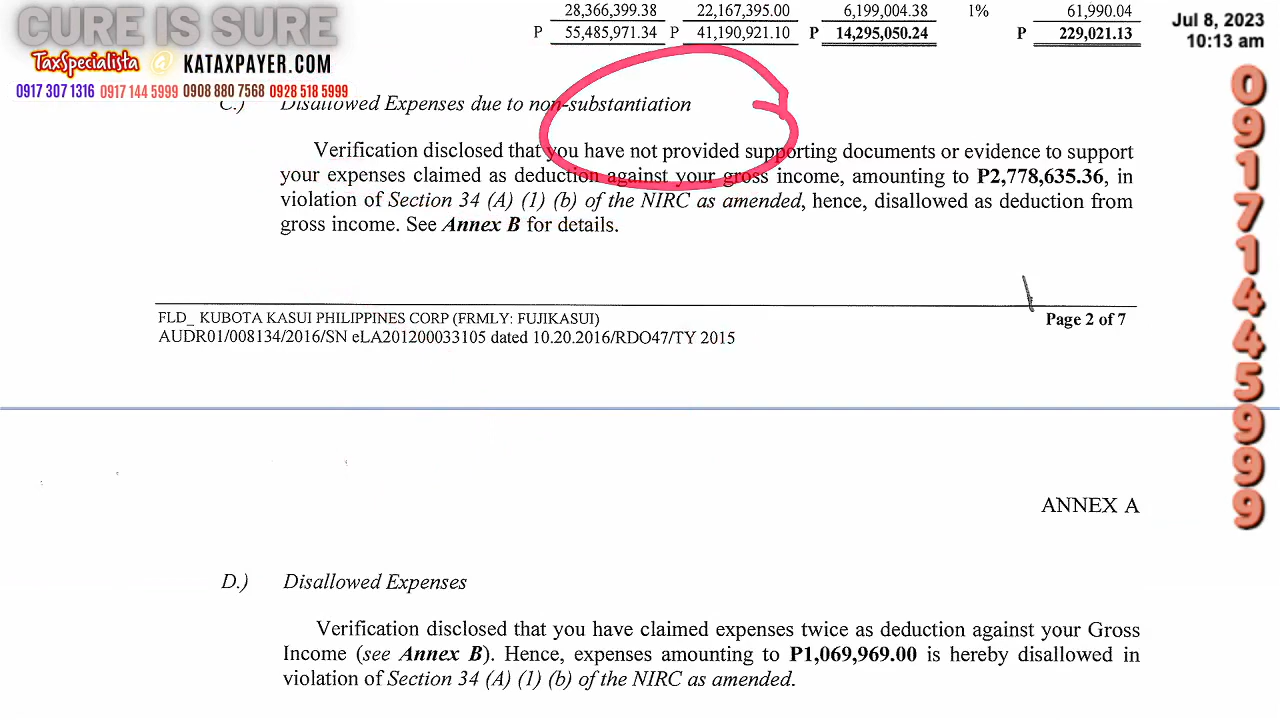 CURE IS SURE
TaxSpecialista @ KATAXPAYER.COM
0917 307 1316 0917 144 5999 0908 880 7568 0928 518 5999
Jul 8, 2023
10:13 am
09171445999
28,366,399.38 22,167,395.00 6,199,004.38 1% 61,990.04
P 55,485,971.34 P 41,190,921.10 P 14,295,050.24 P 229,021.13
C.) Disallowed Expenses due to non-substantiation
Verification disclosed that you have not provided supporting documents or evidence to support
your expenses claimed as deduction against your gross income, amounting to P2,778,635.36, in
violation of Section 34 (A) (1) (b) of the NIRC as amended, hence, disallowed as deduction from
gross income. See Annex B for details.
FLD_ KUBOTA KASUI PHILIPPINES CORP (FRMLY: FUJIKASUI)
AUDR01/008134/2016/SN eLA201200033105 dated 10.20.2016/RDO47/TY 2015
Page 2 of 7
ANNEX A
D.) Disallowed Expenses
Verification disclosed that you have claimed expenses twice as deduction against your Gross
Income (see Annex B). Hence, expenses amounting to P1,069,969.00 is hereby disallowed in
violation of Section 34 (A) (1) (b) of the NIRC as amended.